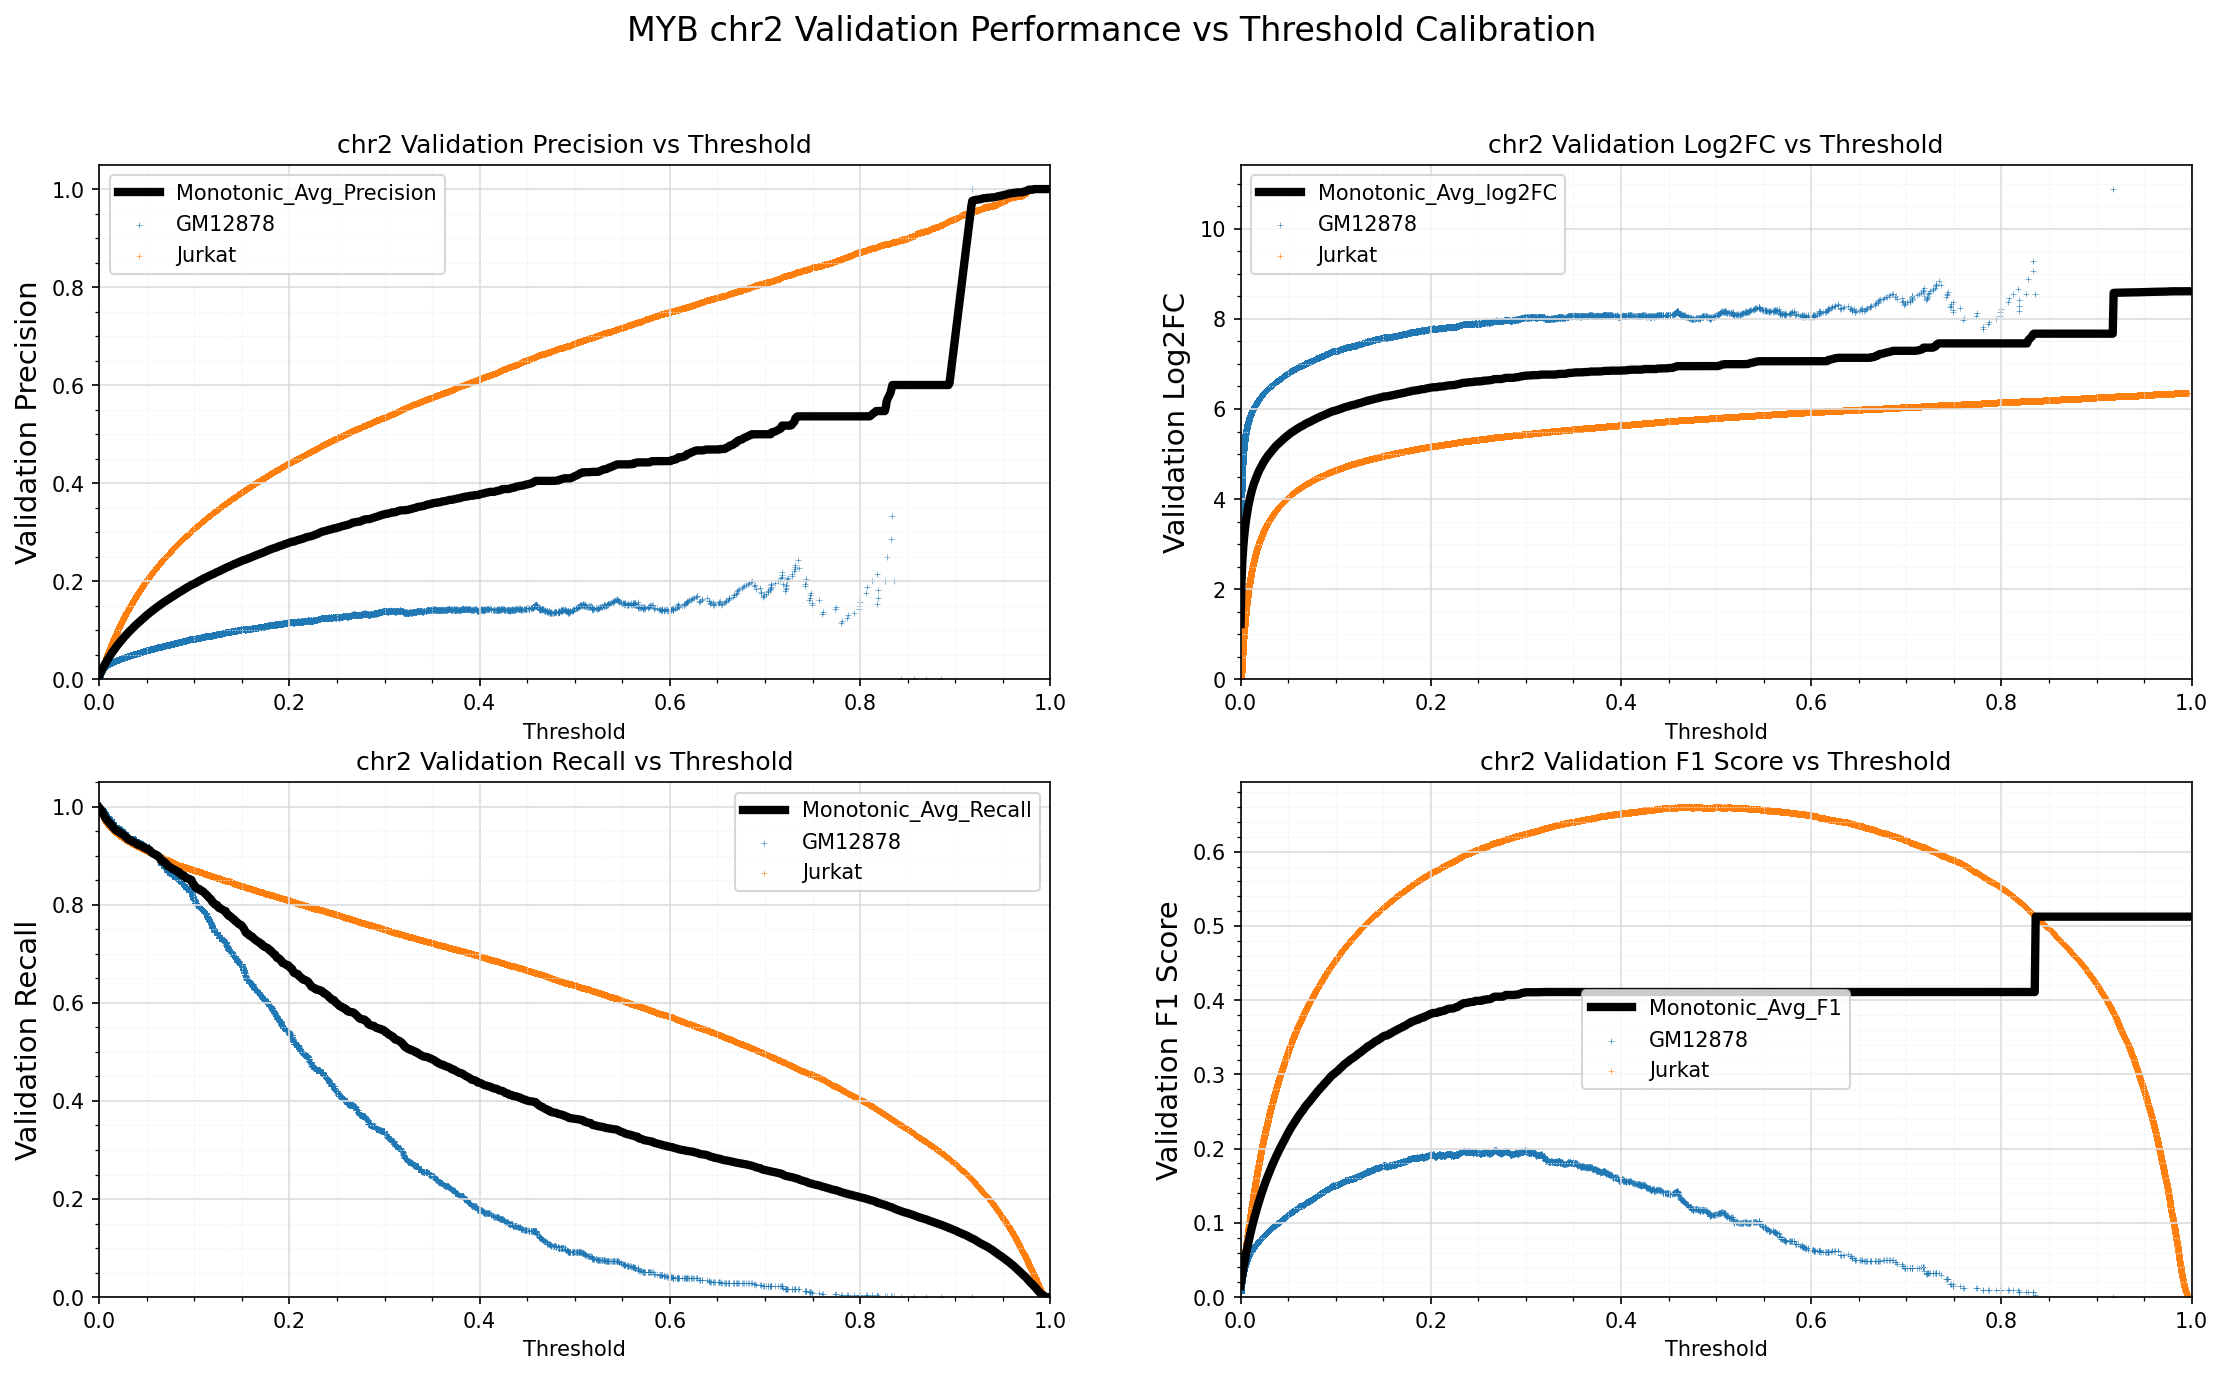 MYB chr2 Validation Performance vs Threshold Calibration
chr2 Validation Precision vs Threshold
Validation Precision
1.0
0.8
0.6
0.4
0.2
0.0
Monotonic_Avg_Precision
GM12878
Jurkat
0.0 0.2 0.4 0.6 0.8 1.0
Threshold
chr2 Validation Log2FC vs Threshold
Validation Log2FC
10
8
6
4
2
0
Monotonic_Avg_log2FC
GM12878
Jurkat
0.0 0.2 0.4 0.6 0.8 1.0
Threshold
chr2 Validation Recall vs Threshold
Validation Recall
1.0
0.8
0.6
0.4
0.2
0.0
Monotonic_Avg_Recall
GM12878
Jurkat
0.0 0.2 0.4 0.6 0.8 1.0
Threshold
chr2 Validation F1 Score vs Threshold
Validation F1 Score
0.6
0.5
0.4
0.3
0.2
0.1
0.0
Monotonic_Avg_F1
GM12878
Jurkat
0.0 0.2 0.4 0.6 0.8 1.0
Threshold